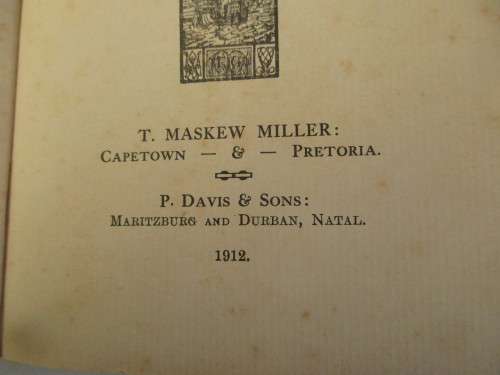 T. MASKEW MILLER:
CAPETOWN — & — PRETORIA.
P. DAVIS & SONS:
MARITZBURG AND DURBAN, NATAL.
1912.